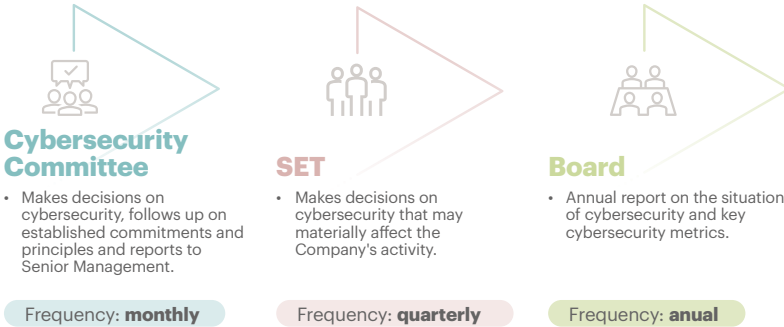 Cybersecurity
Committee
• Makes decisions on
cybersecurity, follows up on
established commitments and
principles and reports to
Senior Management.
Frequency: monthly
SET
• Makes decisions on
cybersecurity that may
materially affect the
Company's activity.
Frequency: quarterly
Board
• Annual report on the situation
of cybersecurity and key
cybersecurity metrics.
Frequency: anual